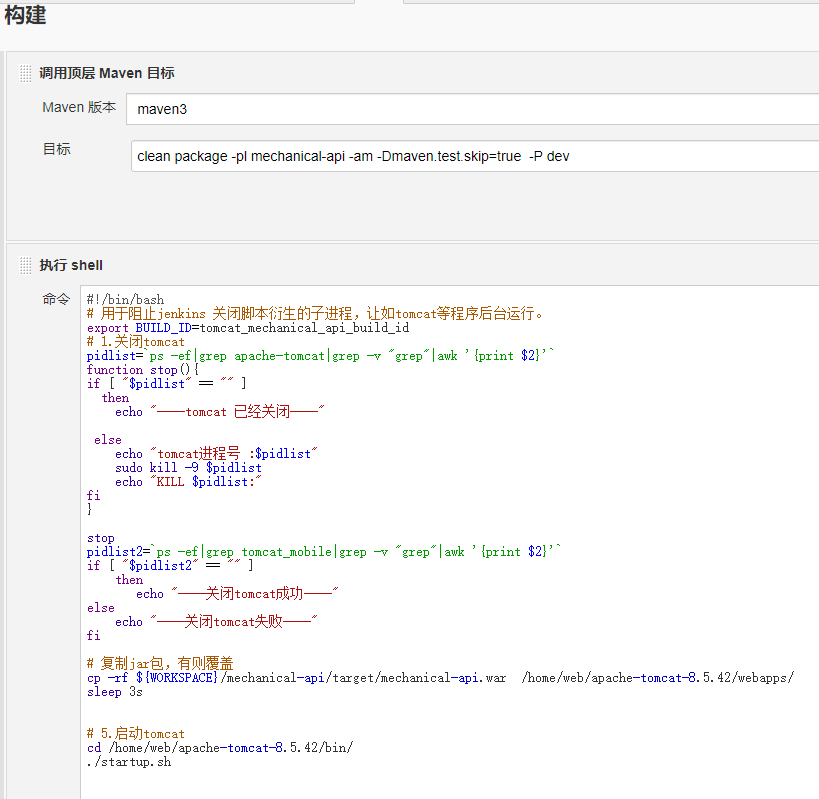 构建
调用顶层 Maven 目标
Maven 版本
maven3
目标
clean package -pl mechanical-api -am -Dmaven.test.skip=true  -P dev
执行 shell
命令
#!/bin/bash
# 用于阻止jenkins 关闭脚本衍生的子进程，让如tomcat等程序后台运行。
export BUILD_ID=tomcat_mechanical_api_build_id
# 1.关闭tomcat
pidlist=`ps -ef|grep apache-tomcat|grep -v "grep"|awk '{print $2}'`
function stop(){
if [ "$pidlist" == "" ]
  then
    echo "----tomcat 已经关闭----"
 else
    echo "tomcat进程号 :$pidlist"
    sudo kill -9 $pidlist
    echo "KILL $pidlist:"
fi
}
stop
pidlist2=`ps -ef|grep tomcat_mobile|grep -v "grep"|awk '{print $2}'`
if [ "$pidlist2" == "" ]
    then
       echo "----关闭tomcat成功----"
else
    echo "----关闭tomcat失败----"
fi
# 复制jar包，有则覆盖
cp -rf ${WORKSPACE}/mechanical-api/target/mechanical-api.war  /home/web/apache-tomcat-8.5.42/webapps/
sleep 3s
# 5.启动tomcat
cd /home/web/apache-tomcat-8.5.42/bin/
./startup.sh